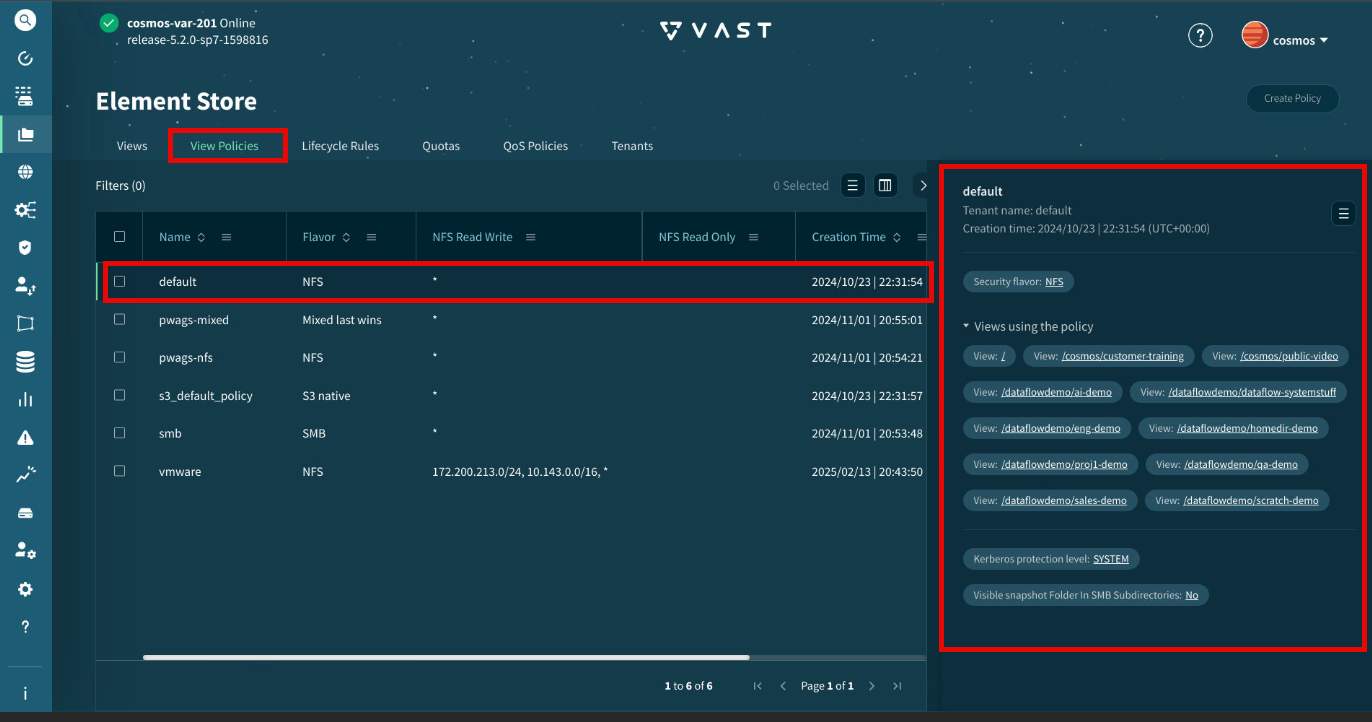 cosmos-var-201 Online
release-5.2.0-sp7-1598816
VAST
?
cosmos
Element Store
Create Policy
Views
View Policies
Lifecycle Rules
Quotas
QoS Policies
Tenants
Filters (0)
0 Selected
Name
Flavor
NFS Read Write
NFS Read Only
Creation Time
default NFS * 2024/10/23 | 22:31:54
pwags-mixed Mixed last wins * 2024/11/01 | 20:55:01
pwags-nfs NFS * 2024/11/01 | 20:54:21
s3_default_policy S3 native * 2024/10/23 | 22:31:57
smb SMB * 2024/11/01 | 20:53:48
vmware NFS 172.200.213.0/24, 10.143.0.0/16, * 2025/02/13 | 20:43:50
1 to 6 of 6
Page 1 of 1
default
Tenant name: default
Creation time: 2024/10/23 | 22:31:54 (UTC+00:00)
Security flavor: NFS
Views using the policy
View: / View: /cosmos/customer-training View: /cosmos/public-video
View: /dataflowdemo/ai-demo View: /dataflowdemo/dataflow-systemstuff
View: /dataflowdemo/eng-demo View: /dataflowdemo/homedir-demo
View: /dataflowdemo/proj1-demo View: /dataflowdemo/qa-demo
View: /dataflowdemo/sales-demo View: /dataflowdemo/scratch-demo
Kerberos protection level: SYSTEM
Visible snapshot Folder In SMB Subdirectories: No
?
i